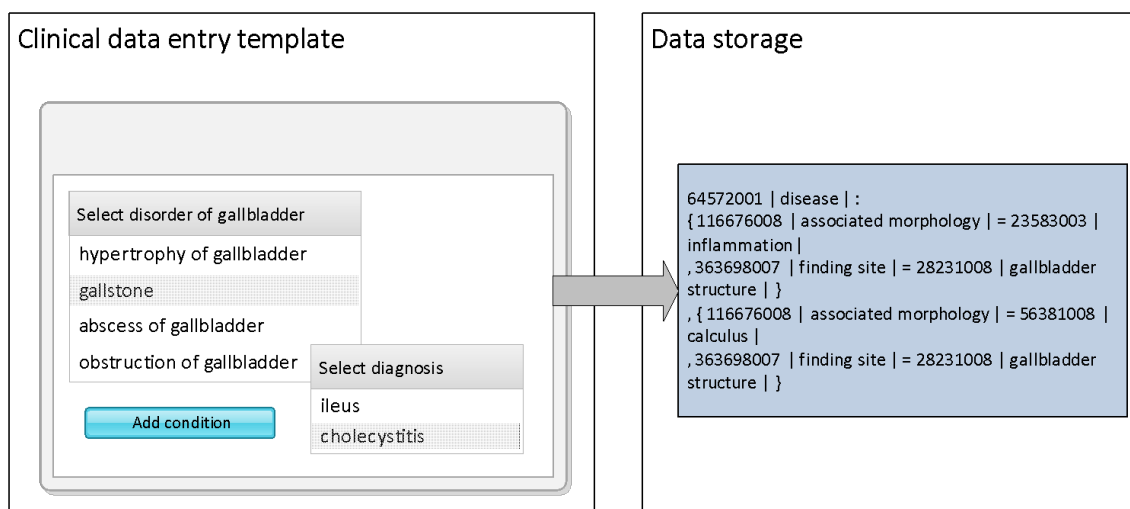 Clinical data entry template
Select disorder of gallbladder
hypertrophy of gallbladder
gallstone
abscess of gallbladder
obstruction of gallbladder
Select diagnosis
ileus
cholecystitis
Add condition
Data storage
64572001 | disease | :
{ 116676008 | associated morphology | = 23583003 |
inflammation |
, 363698007 | finding site | = 28231008 | gallbladder
structure | }
, { 116676008 | associated morphology | = 56381008 |
calculus |
, 363698007 | finding site | = 28231008 | gallbladder
structure | }